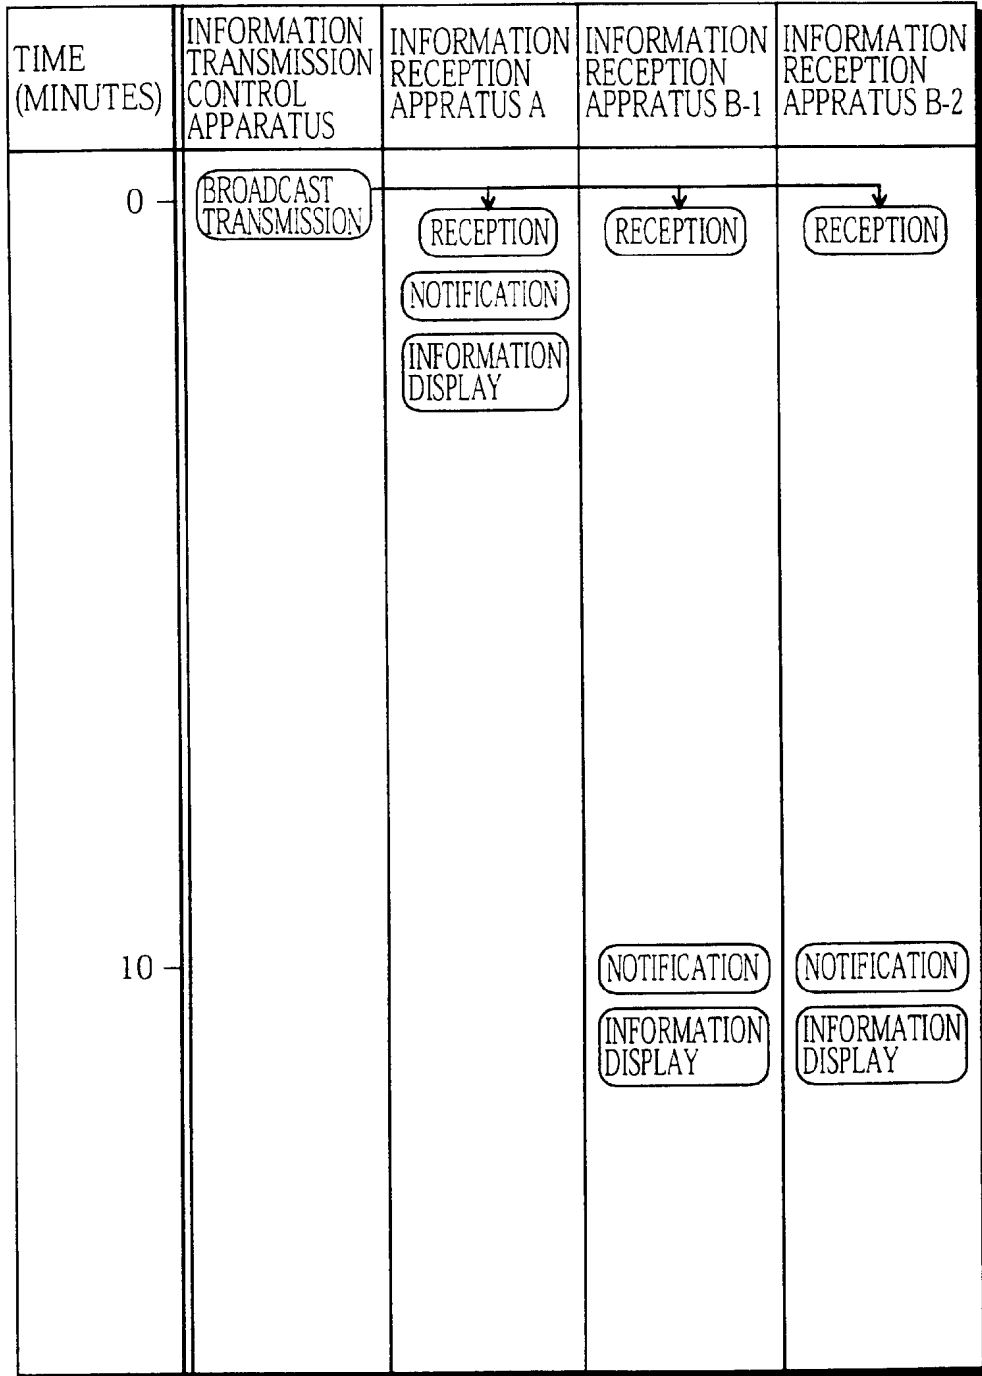 TIME
(MINUTES)
INFORMATION
TRANSMISSION
CONTROL
APPARATUS
INFORMATION
RECEPTION
APPRATUS A
INFORMATION
RECEPTION
APPRATUS B-1
INFORMATION
RECEPTION
APPRATUS B-2
0
BROADCAST
TRANSMISSION
RECEPTION
RECEPTION
RECEPTION
NOTIFICATION
INFORMATION
DISPLAY
10
NOTIFICATION
NOTIFICATION
INFORMATION
DISPLAY
INFORMATION
DISPLAY